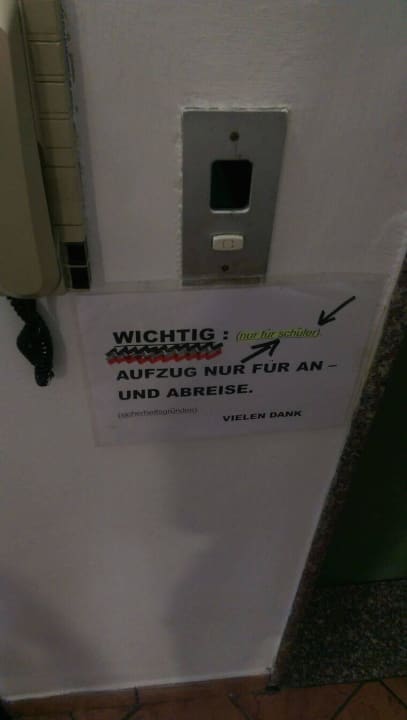 WICHTIG : (nur für schüler)
AUFZUG NUR FÜR AN –
UND ABREISE.
(sicherheitsgründen) VIELEN DANK